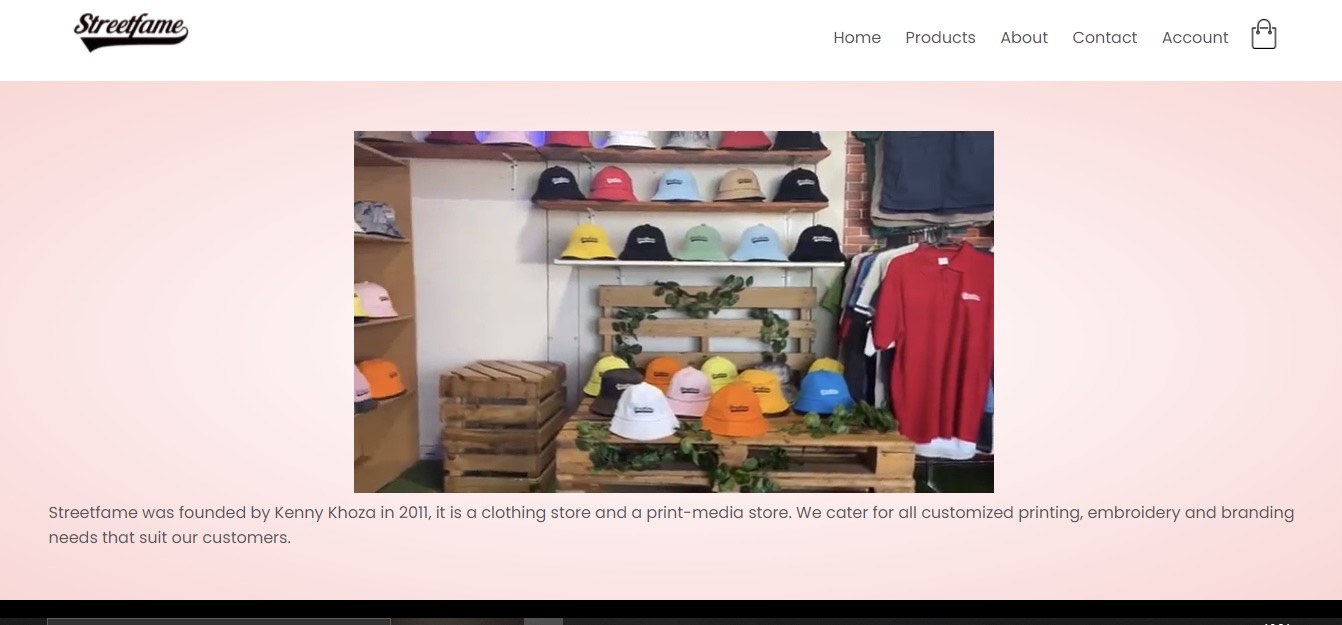 Streetfame
Home Products About Contact Account
Streetfame was founded by Kenny Khoza in 2011, it is a clothing store and a print-media store. We cater for all customized printing, embroidery and branding
needs that suit our customers.